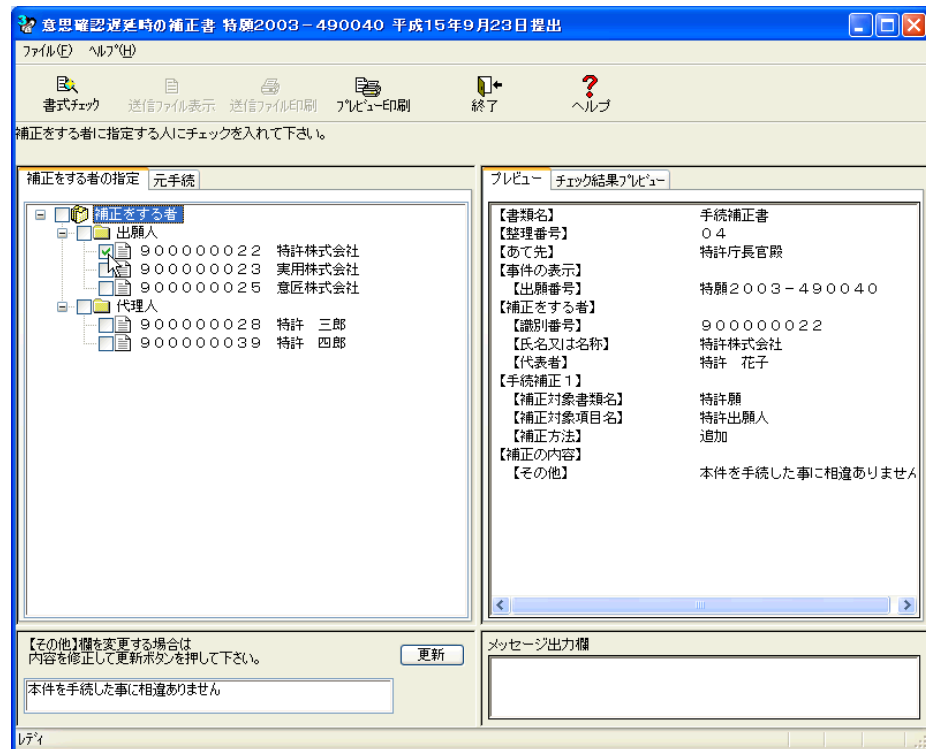 意思確認遅延時の補正書 特願2003－490040 平成15年9月23日提出
ファイル(F) ヘルプ(H)
書式チェック 送信ファイル表示 送信ファイル印刷 プレビュー印刷 終了 ヘルプ
補正をする者に指定する人にチェックを入れて下さい。
補正をする者の指定 元手続
補正をする者
出願人
９０００００００２２ 特許株式会社
９０００００００２３ 実用株式会社
９０００００００２５ 意匠株式会社
代理人
９０００００００２８ 特許 三郎
９０００００００３９ 特許 四郎
プレビュー チェック結果プレビュー
【書類名】 手続補正書
【整理番号】 ０４
【あて先】 特許庁長官殿
【事件の表示】
【出願番号】 特願２００３－４９００４０
【補正をする者】
【識別番号】 ９０００００００２２
【氏名又は名称】 特許株式会社
【代表者】 特許 花子
【手続補正１】
【補正対象書類名】 特許願
【補正対象項目名】 特許出願人
【補正方法】 追加
【補正の内容】
【その他】 本件を手続した事に相違ありません
【その他】欄を変更する場合は
内容を修正して更新ボタンを押して下さい。
更新
本件を手続した事に相違ありません
メッセージ出力欄
レディ